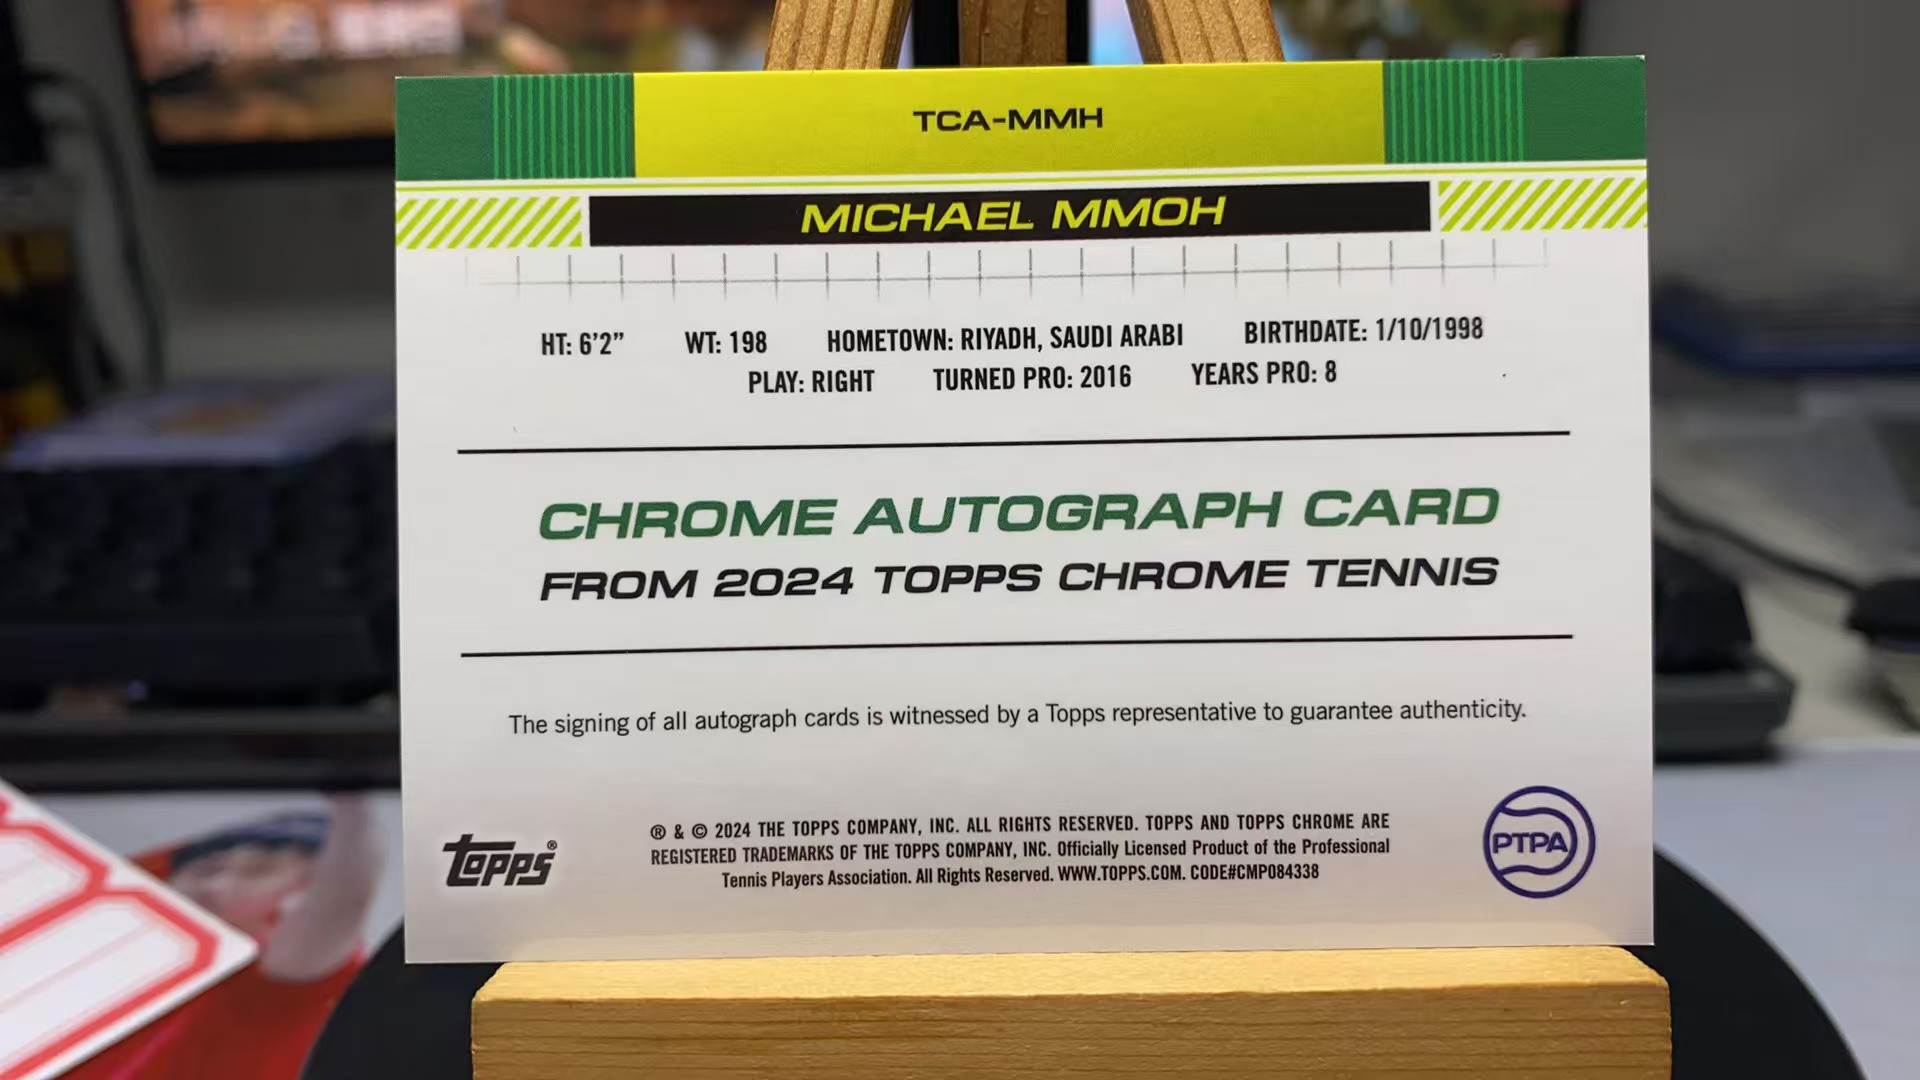 TCA-MMH
MICHAEL MMOH
HT: 6'2" WT: 198 HOMETOWN: RIYADH, SAUDI ARABI BIRTHDATE: 1/10/1998
PLAY: RIGHT TURNED PRO: 2016 YEARS PRO: 8
CHROME AUTOGRAPH CARD
FROM 2024 TOPPS CHROME TENNIS
The signing of all autograph cards is witnessed by a Topps representative to guarantee authenticity.
® & © 2024 THE TOPPS COMPANY, INC. ALL RIGHTS RESERVED. TOPPS AND TOPPS CHROME ARE
REGISTERED TRADEMARKS OF THE TOPPS COMPANY, INC. Officially Licensed Product of the Professional
Tennis Players Association. All Rights Reserved. WWW.TOPPS.COM. CODE#CMP084338
topps®
PTPA